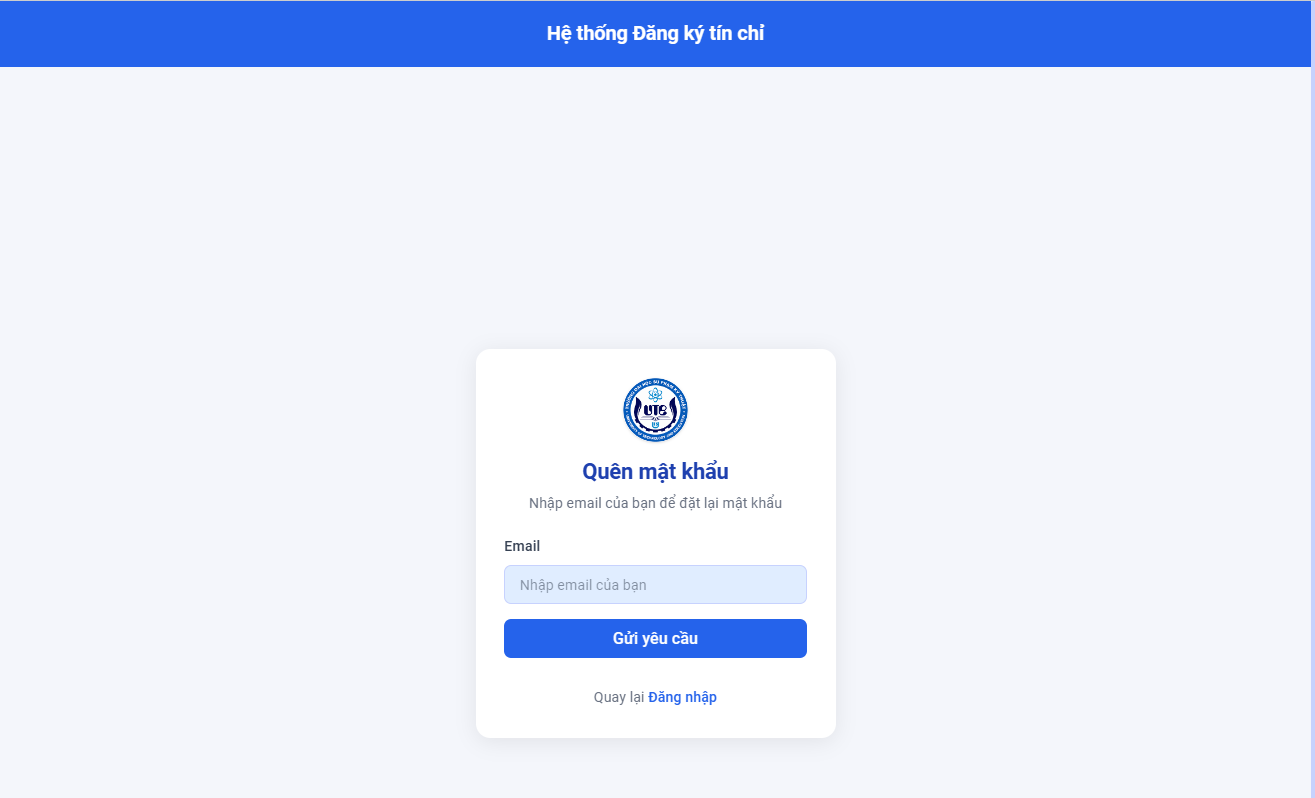 Hệ thống Đăng ký tín chỉ
UTE
Quên mật khẩu
Nhập email của bạn để đặt lại mật khẩu
Email
Nhập email của bạn
Gửi yêu cầu
Quay lại Đăng nhập